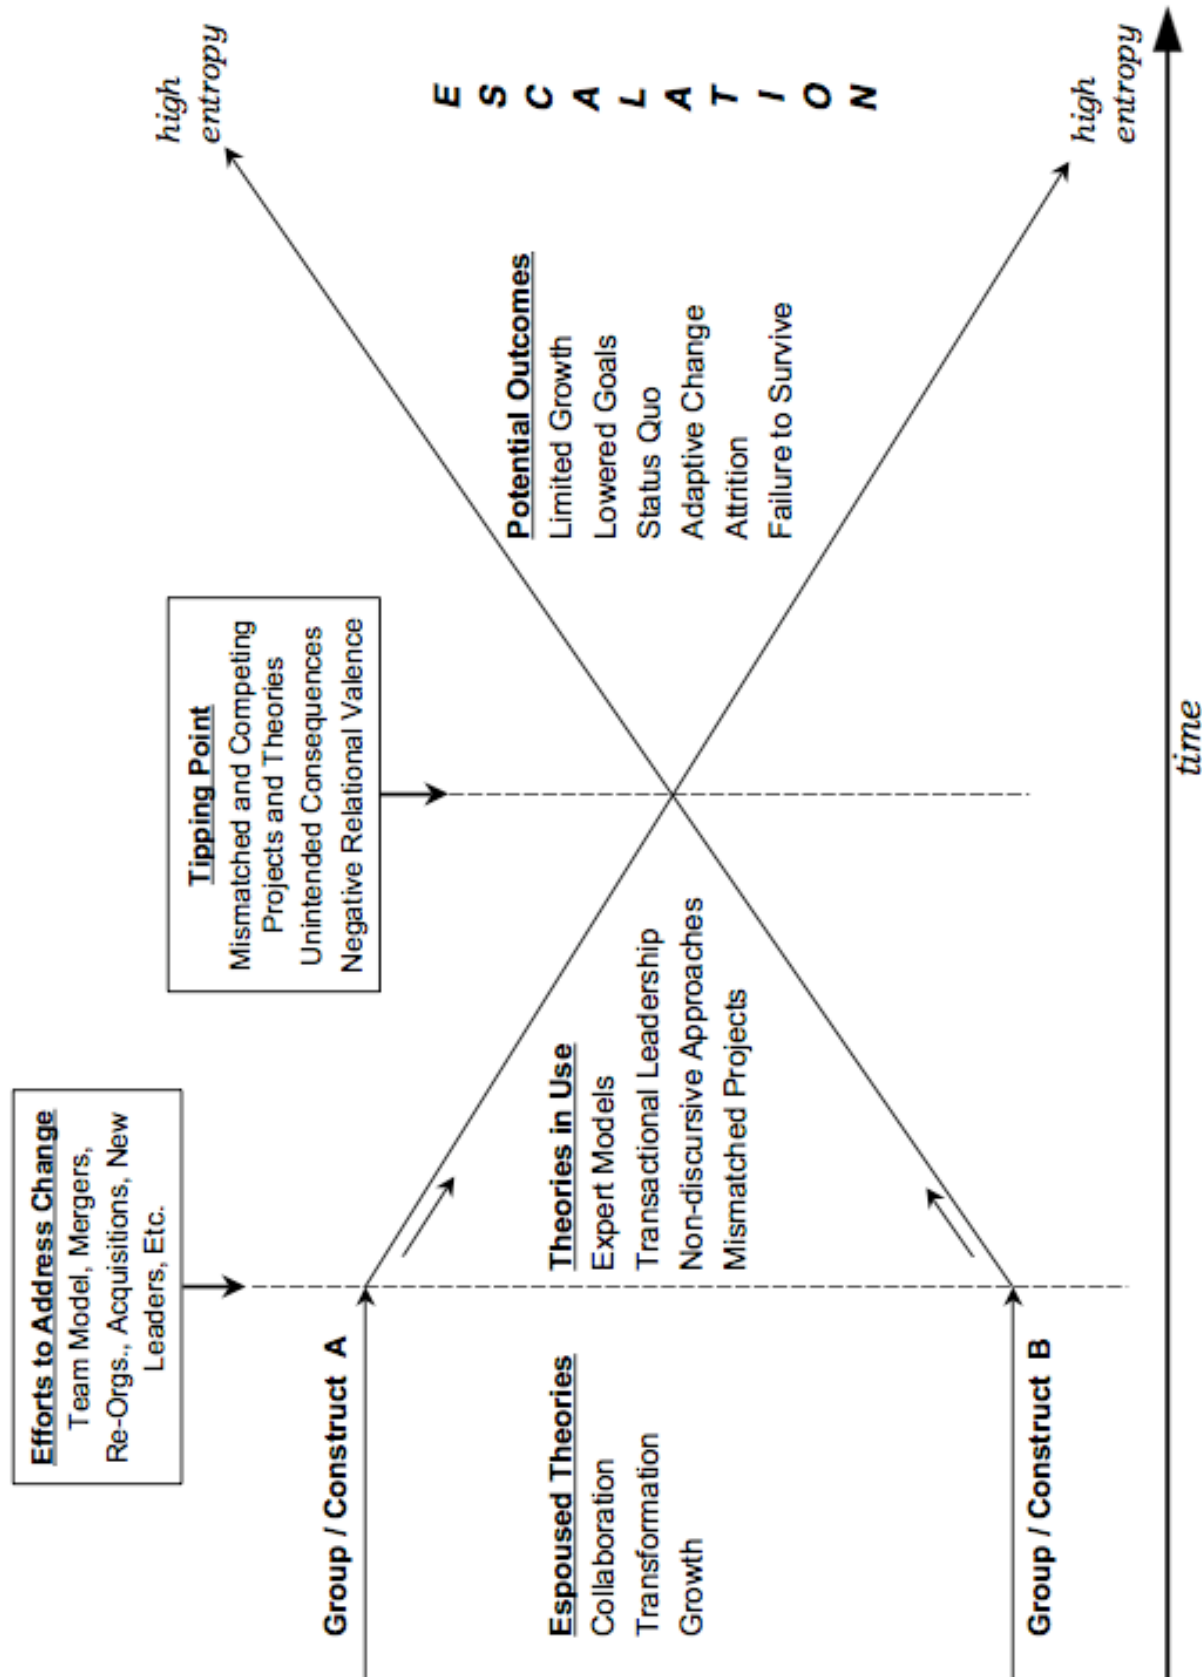 Efforts to Address Change
Team Model, Mergers,
Re-Orgs., Acquisitions, New
Leaders, Etc.
Tipping Point
Mismatched and Competing
Projects and Theories
Unintended Consequences
Negative Relational Valence
high
entropy
Group / Construct A
Espoused Theories
Collaboration
Transformation
Growth
Theories in Use
Expert Models
Transactional Leadership
Non-discursive Approaches
Mismatched Projects
Potential Outcomes
Limited Growth
Lowered Goals
Status Quo
Adaptive Change
Attrition
Failure to Survive
E
S
C
A
L
A
T
I
O
N
Group / Construct B
high
entropy
time